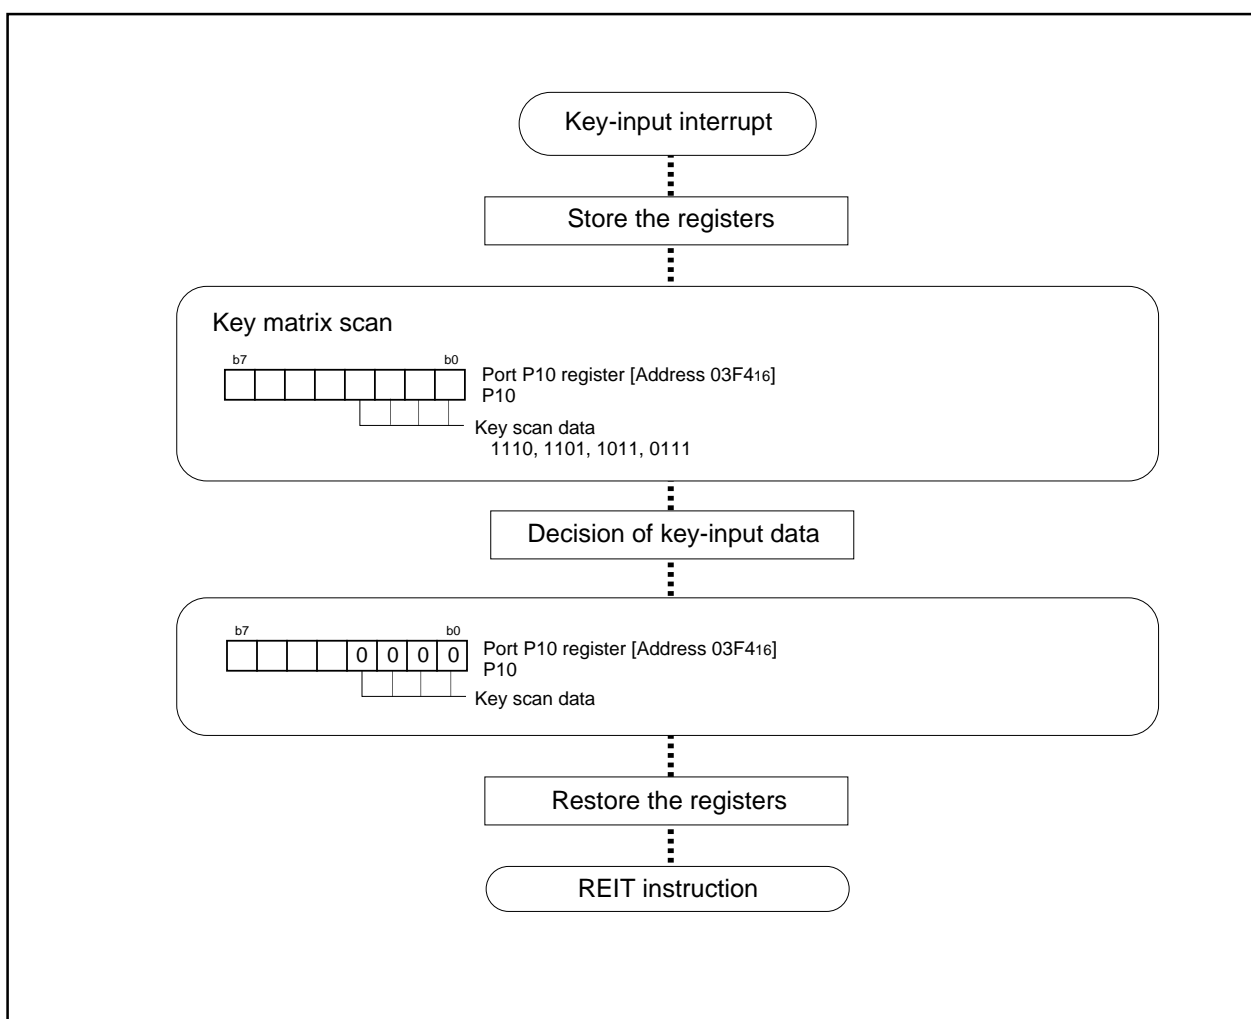 Key-input interrupt
Store the registers
Key matrix scan
b7 b0
Port P10 register [Address 03F416]
P10
Key scan data
1110, 1101, 1011, 0111
Decision of key-input data
b7 b0
0 0 0 0
Port P10 register [Address 03F416]
P10
Key scan data
Restore the registers
REIT instruction